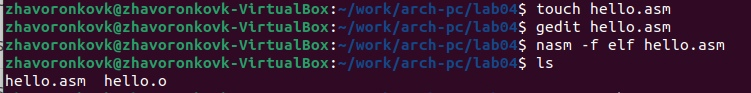 zhavoronkovk@zhavoronkovk-VirtualBox:~/work/arch-pc/lab04$ touch hello.asm
zhavoronkovk@zhavoronkovk-VirtualBox:~/work/arch-pc/lab04$ gedit hello.asm
zhavoronkovk@zhavoronkovk-VirtualBox:~/work/arch-pc/lab04$ nasm -f elf hello.asm
zhavoronkovk@zhavoronkovk-VirtualBox:~/work/arch-pc/lab04$ ls
hello.asm  hello.o